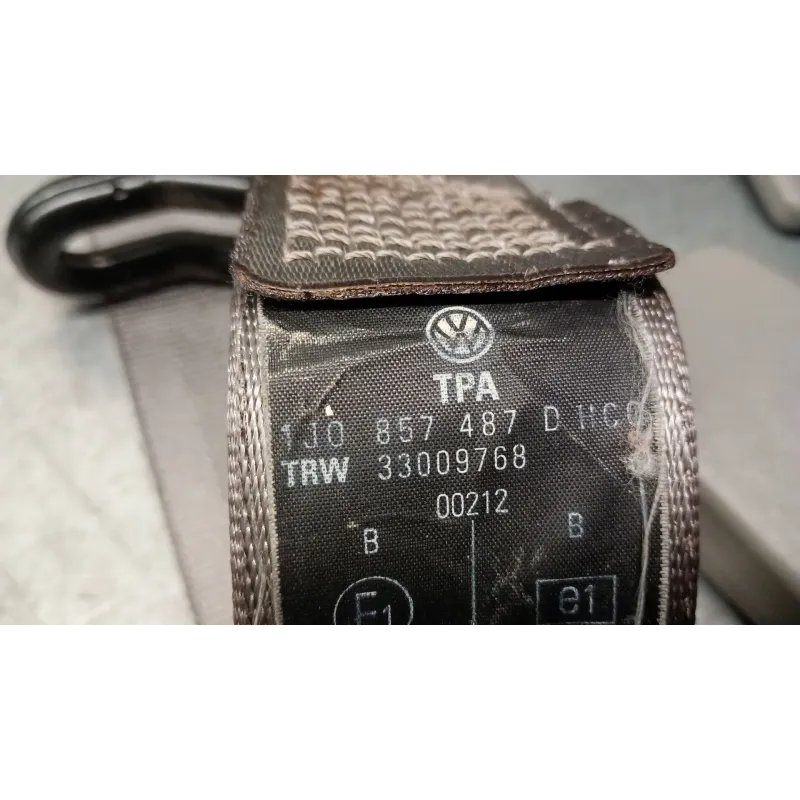 TPA
1J0 857 487 D
TRW 33009768
00212
B B
E1 e1